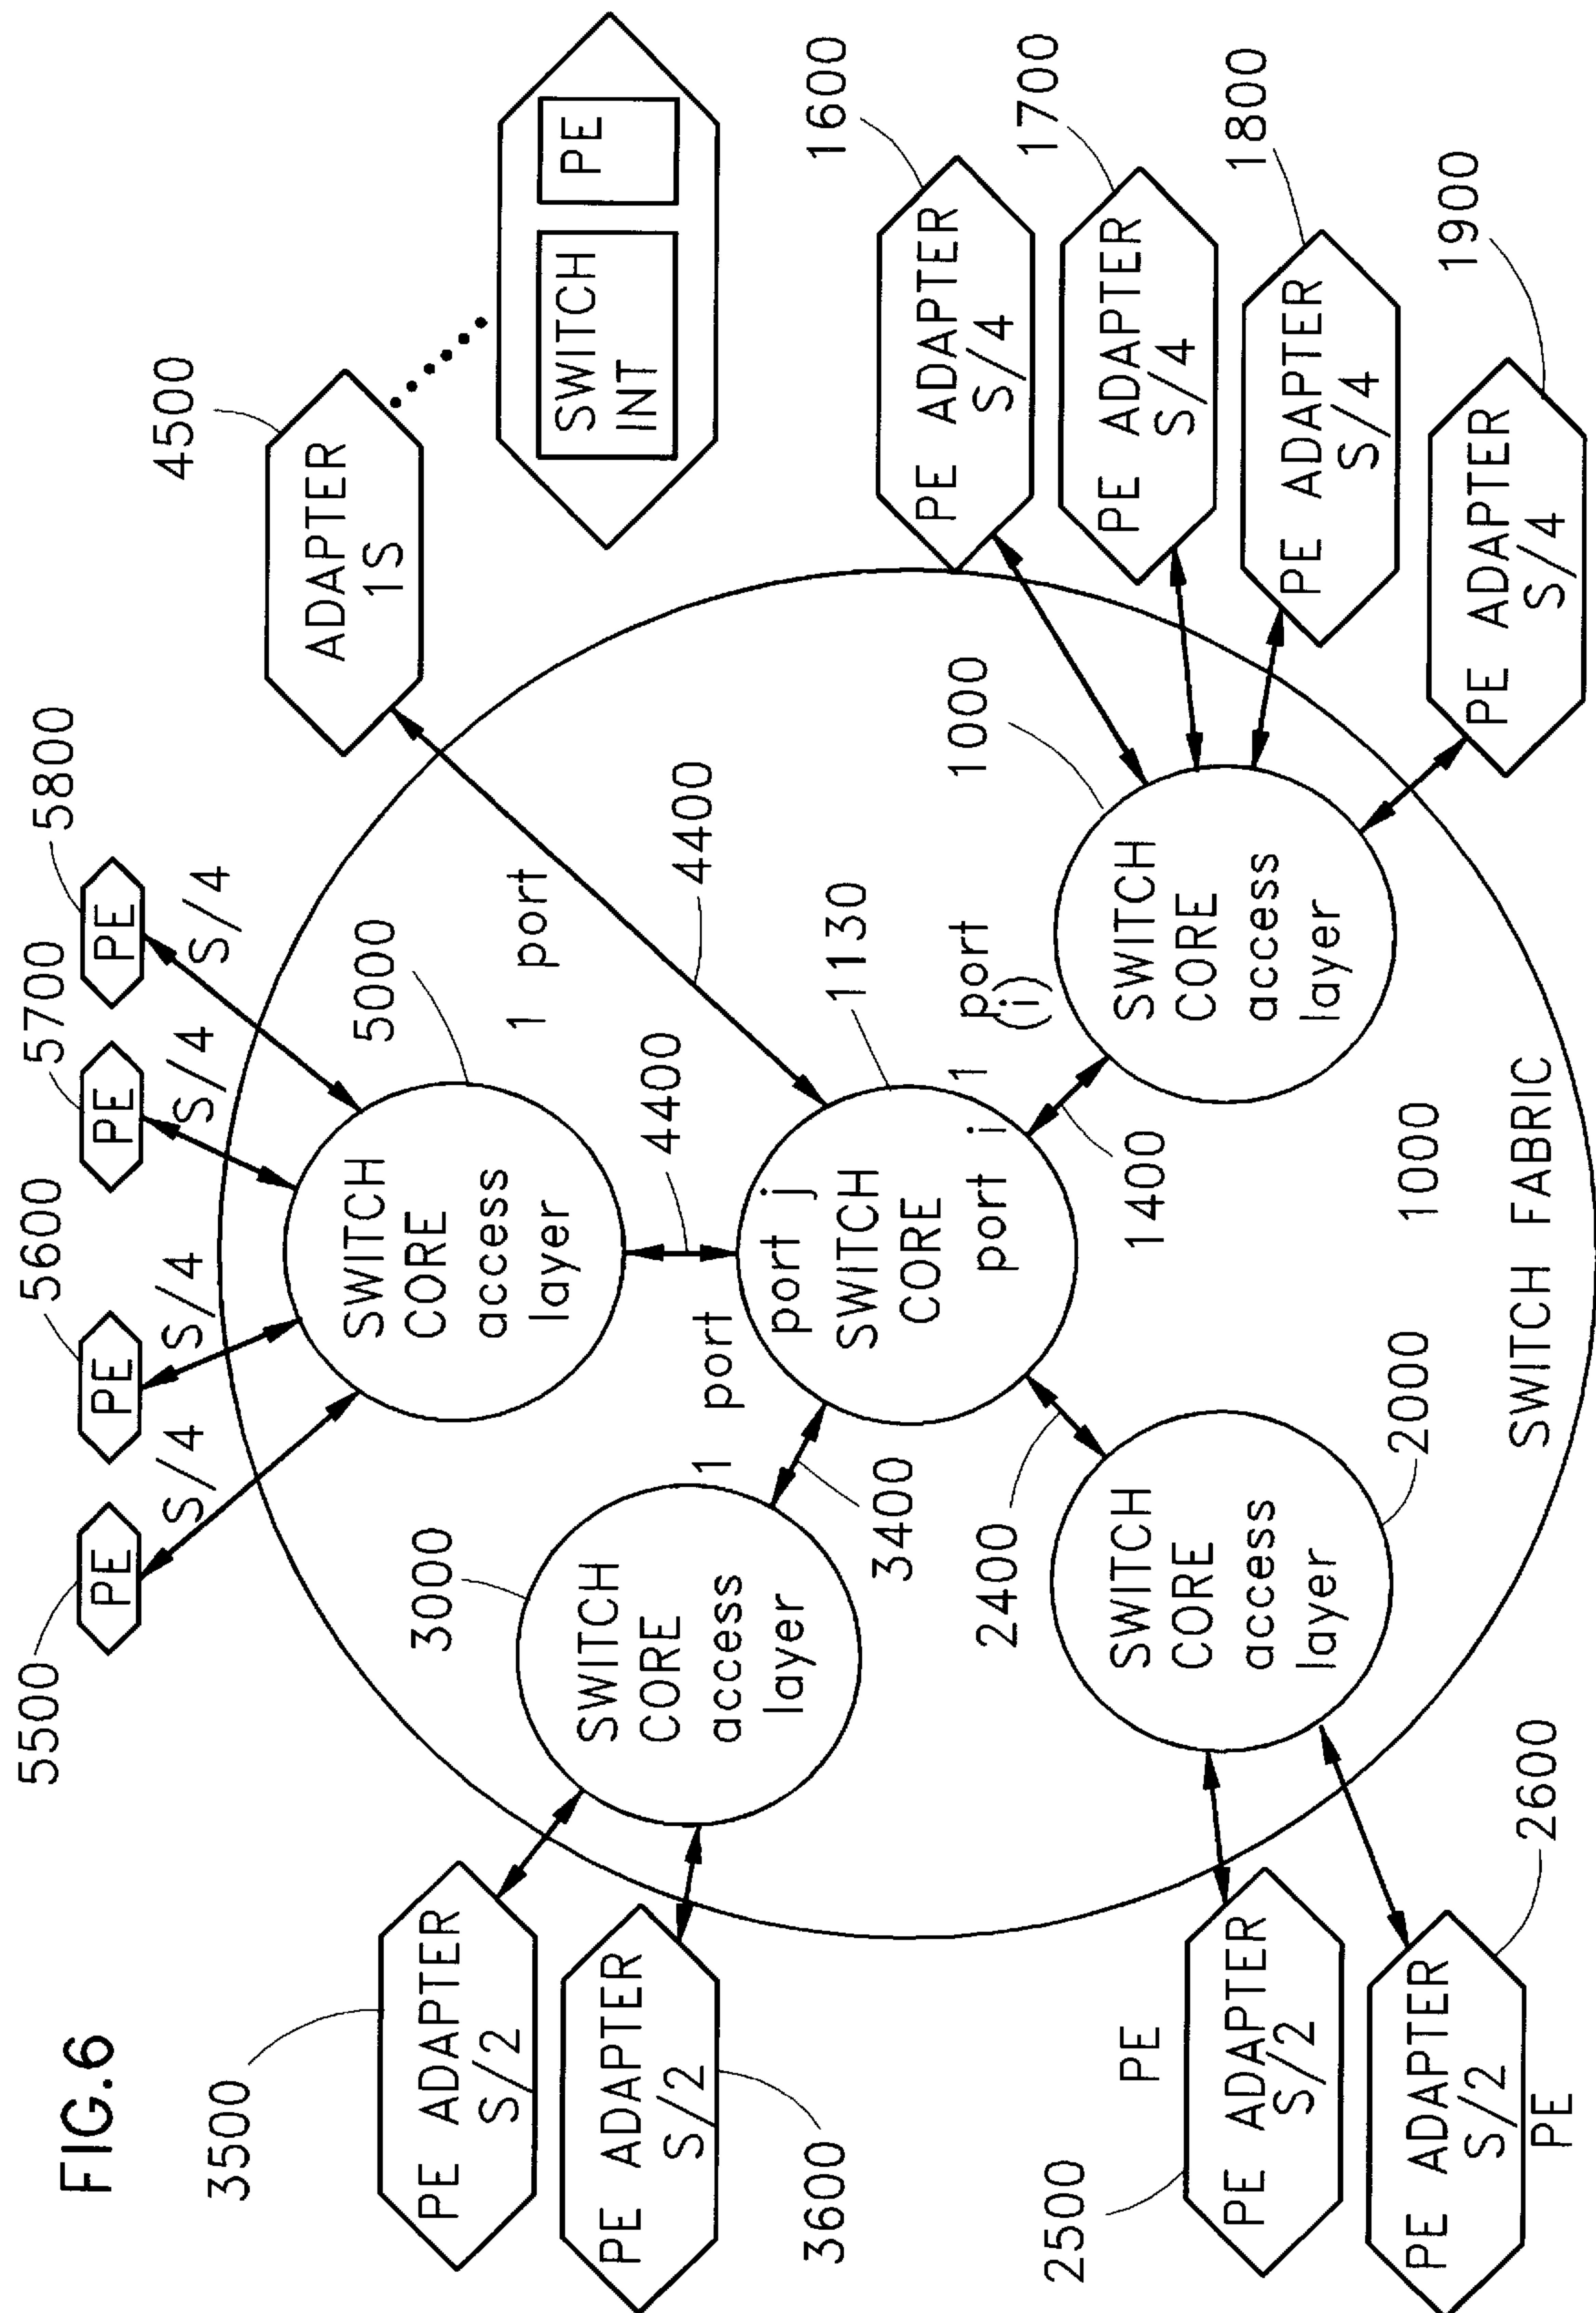 FIG.6
5500
PE
S/4
5600
PE
S/4
5700
PE
S/4
5800
PE
S/4
3500
PE ADAPTER
S/2
3600
PE ADAPTER
S/2
3000
SWITCH
CORE
access
layer
5000
SWITCH
CORE
access
layer
4500
ADAPTER
1S
SWITCH
INT
PE
1 port
3400
4400
1 port
4400
port j
SWITCH
CORE
port i
1130
2400
1400
1 port
(i)
1000
SWITCH
CORE
access
layer
1600
PE ADAPTER
S/4
1700
PE ADAPTER
S/4
1800
PE ADAPTER
S/4
1900
PE ADAPTER
S/4
2500
PE
PE ADAPTER
S/2
2600
PE ADAPTER
S/2
PE
SWITCH
CORE
access
layer
2000
1000
SWITCH FABRIC